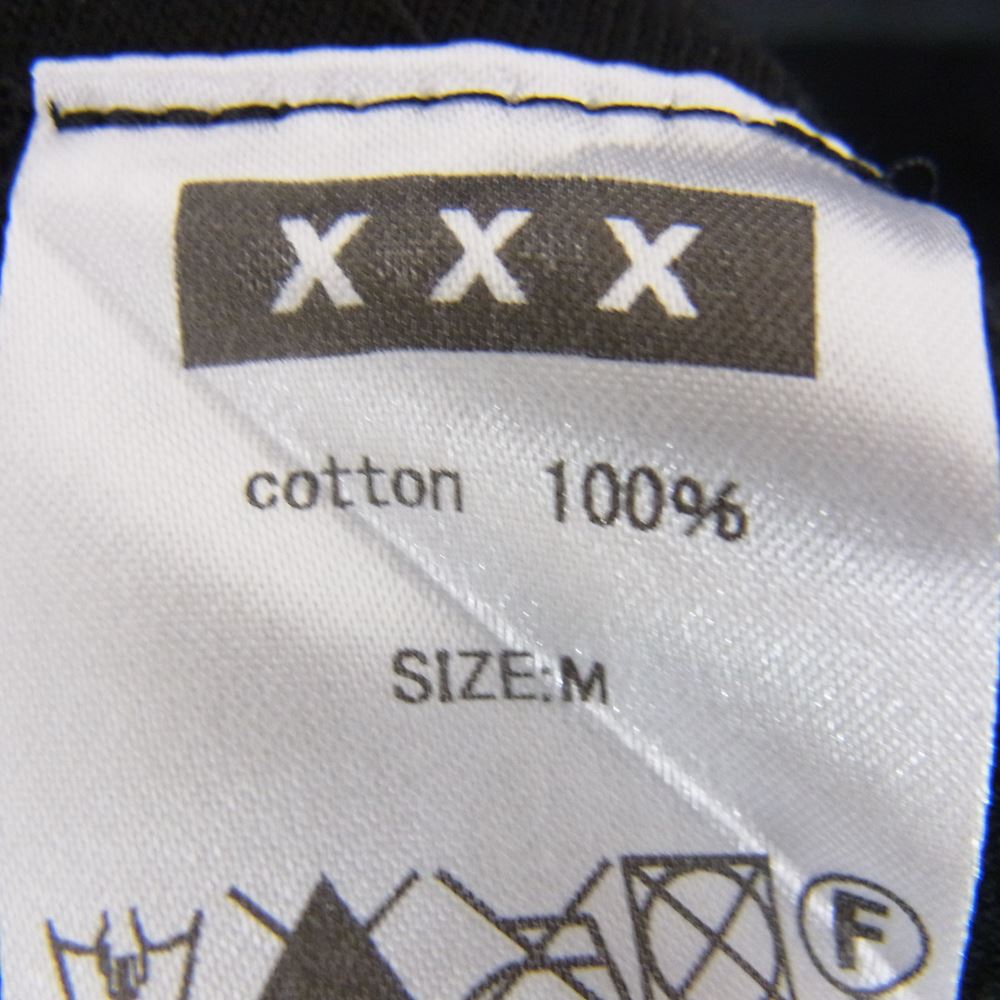 XXX
cotton 100%
SIZE:M
F